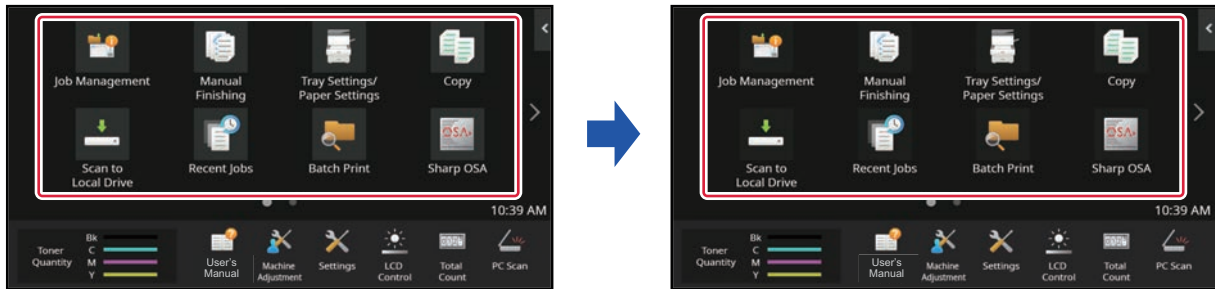 Job Management
Manual
Finishing
Tray Settings/
Paper Settings
Copy
OSA
Scan to
Local Drive
Recent Jobs
Batch Print
Sharp OSA
10:39 AM
Toner
Quantity
Bk
C
M
Y
User's
Manual
Machine
Adjustment
Settings
LCD
Control
Total
Count
PC Scan
Job Management
Manual
Finishing
Tray Settings/
Paper Settings
Copy
OSA
Scan to
Local Drive
Recent Jobs
Batch Print
Sharp OSA
10:39 AM
Toner
Quantity
Bk
C
M
Y
User's
Manual
Machine
Adjustment
Settings
LCD
Control
Total
Count
PC Scan